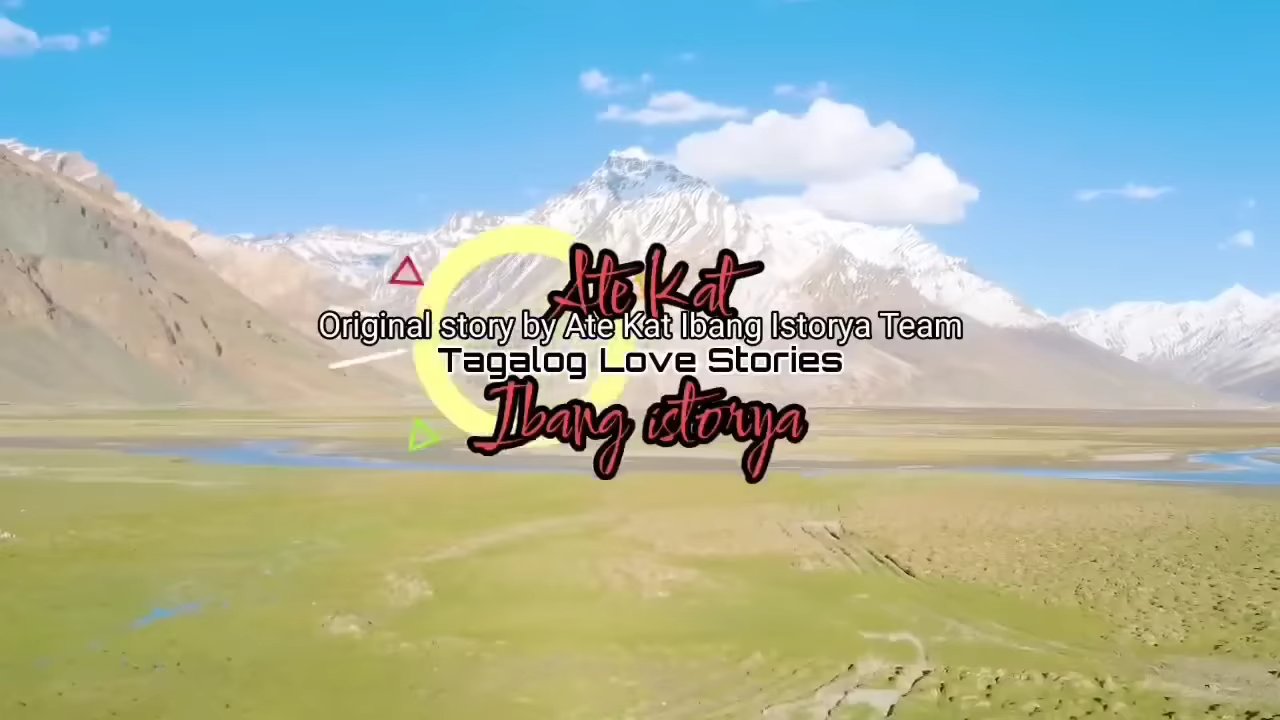 Ate Kat
Original story by Ate Kat Ibang Istorya Team
Tagalog Love Stories
Ibang istorya